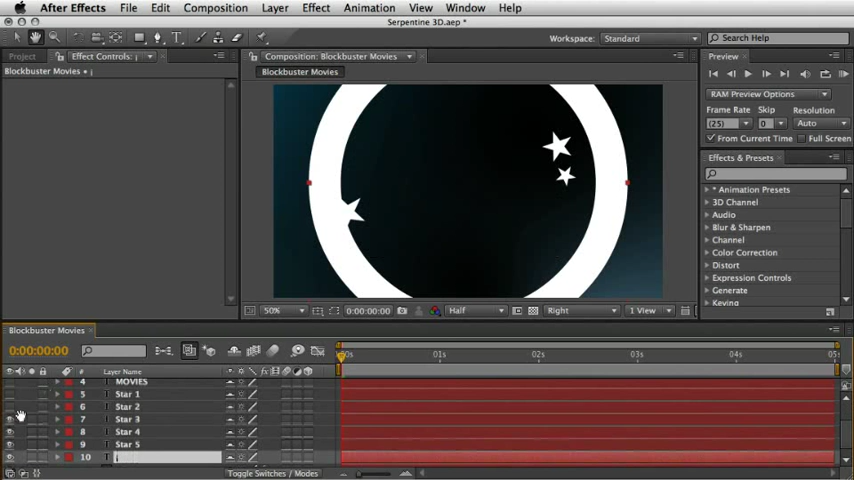 After Effects File Edit Composition Layer Effect Animation View Window Help
Serpentine 3D.aep *
Workspace: Standard Search Help
Project Effect Controls: j Composition: Blockbuster Movies Preview
Blockbuster Movies • j Blockbuster Movies
RAM Preview Options
Frame Rate Skip Resolution
(25) 0 Auto
From Current Time Full Screen
Effects & Presets
* Animation Presets
3D Channel
Audio
Blur & Sharpen
Channel
Color Correction
Distort
Expression Controls
Generate
Keying
50% 0:00:00:00 Half Right 1 View
Blockbuster Movies
0:00:00:00
:00s 01s 02s 03s 04s 05s
# Layer Name
4 T MOVIES
5 T Star 1
6 T Star 2
7 T Star 3
8 T Star 4
9 T Star 5
10 T j
Toggle Switches / Modes